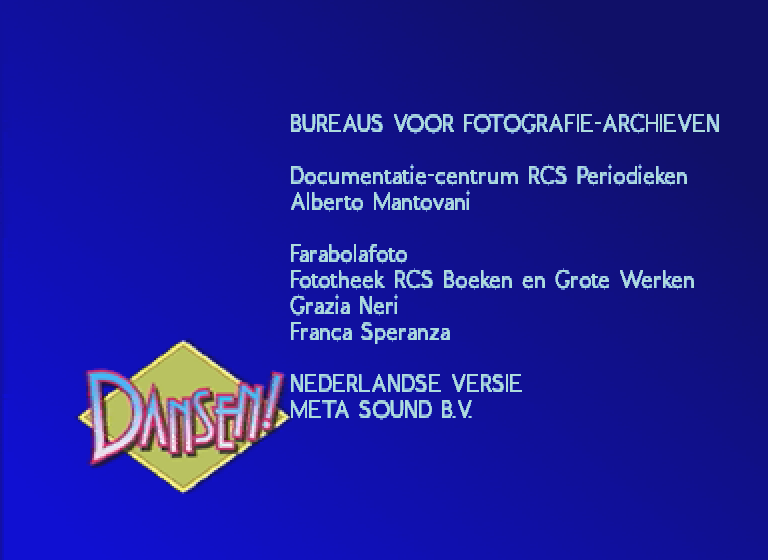 BUREAUS VOOR FOTOGRAFIE-ARCHIEVEN
Documentatie-centrum RCS Periodieken
Alberto Mantovani
Farabolafoto
Fototheek RCS Boeken en Grote Werken
Grazia Neri
Franca Speranza
NEDERLANDSE VERSIE
META SOUND B.V.
DANSEN!